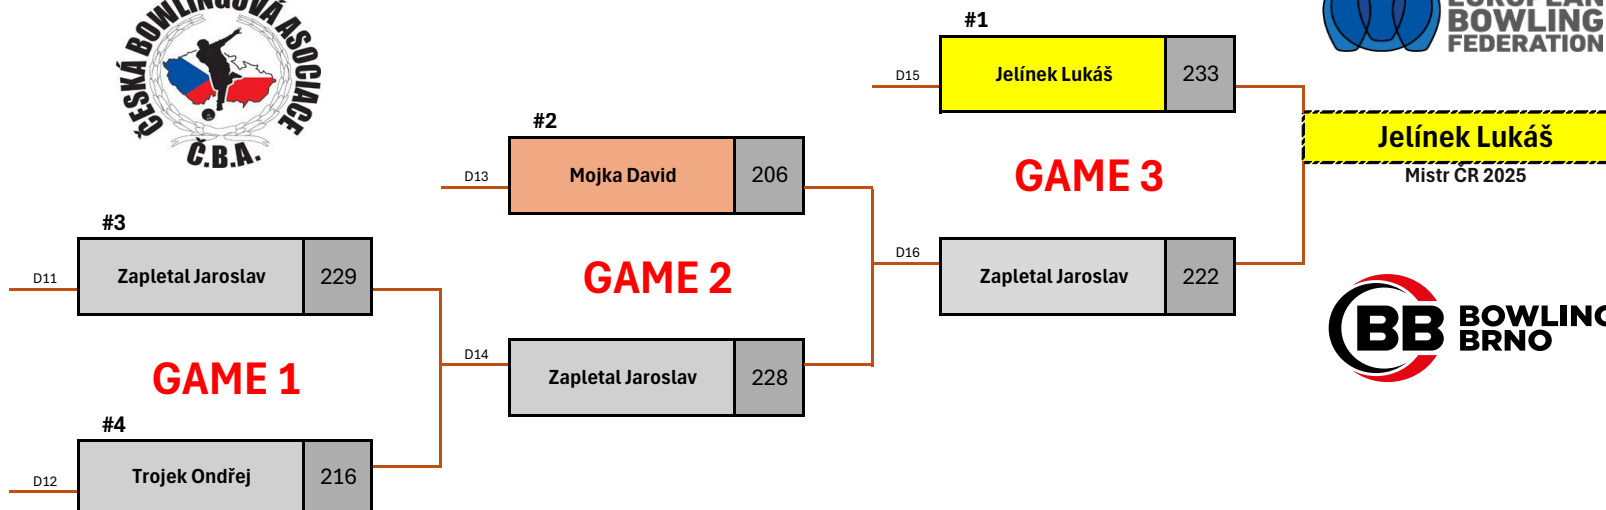 ČESKÁ BOWLINGOVÁ ASOCIACE
Č.B.A.
#1
D15
Jelínek Lukáš 233
EUROPEAN
BOWLING
FEDERATION
#2
D13
Mojka David 206
GAME 3
Jelínek Lukáš
Mistr ČR 2025
#3
D11
Zapletal Jaroslav 229
GAME 2
D16
Zapletal Jaroslav 222
BB BOWLING
BRNO
GAME 1
D14
Zapletal Jaroslav 228
#4
D12
Trojek Ondřej 216